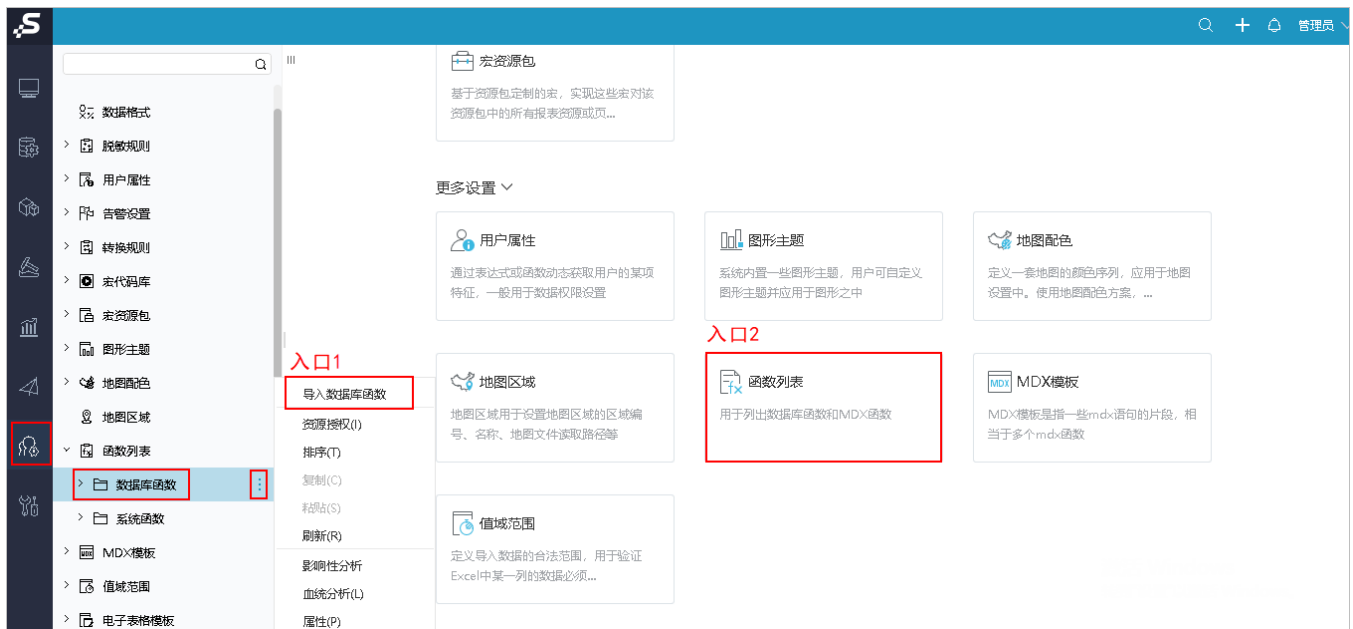 管理员
数据格式
脱敏规则
用户属性
告警设置
转换规则
宏代码库
宏资源包
图形主题
地图配色
地图区域
函数列表
数据库函数
系统函数
MDX模板
值域范围
电子表格模板
入口1
导入数据库函数
资源授权(I)
排序(T)
复制(C)
粘贴(S)
刷新(R)
影响性分析
血统分析(L)
属性(P)
宏资源包
基于资源包定制的宏，实现这些宏对该
资源包中的所有报表资源或页...
更多设置
用户属性
通过表达式或函数动态获取用户的某项
特征，一般用于数据权限设置
图形主题
系统内置一些图形主题，用户可自定义
图形主题并应用于图形之中
地图配色
定义一套地图的颜色序列，应用于地图
设置中。使用地图配色方案，...
入口2
地图区域
地图区域用于设置地图区域的区域编
号、名称、地图文件读取路径等
函数列表
用于列出数据库函数和MDX函数
MDX
MDX模板
MDX模板是指一些mdx语句的片段，相
当于多个mdx函数
值域范围
定义导入数据的合法范围，用于验证
Excel中某一列的数据必须...